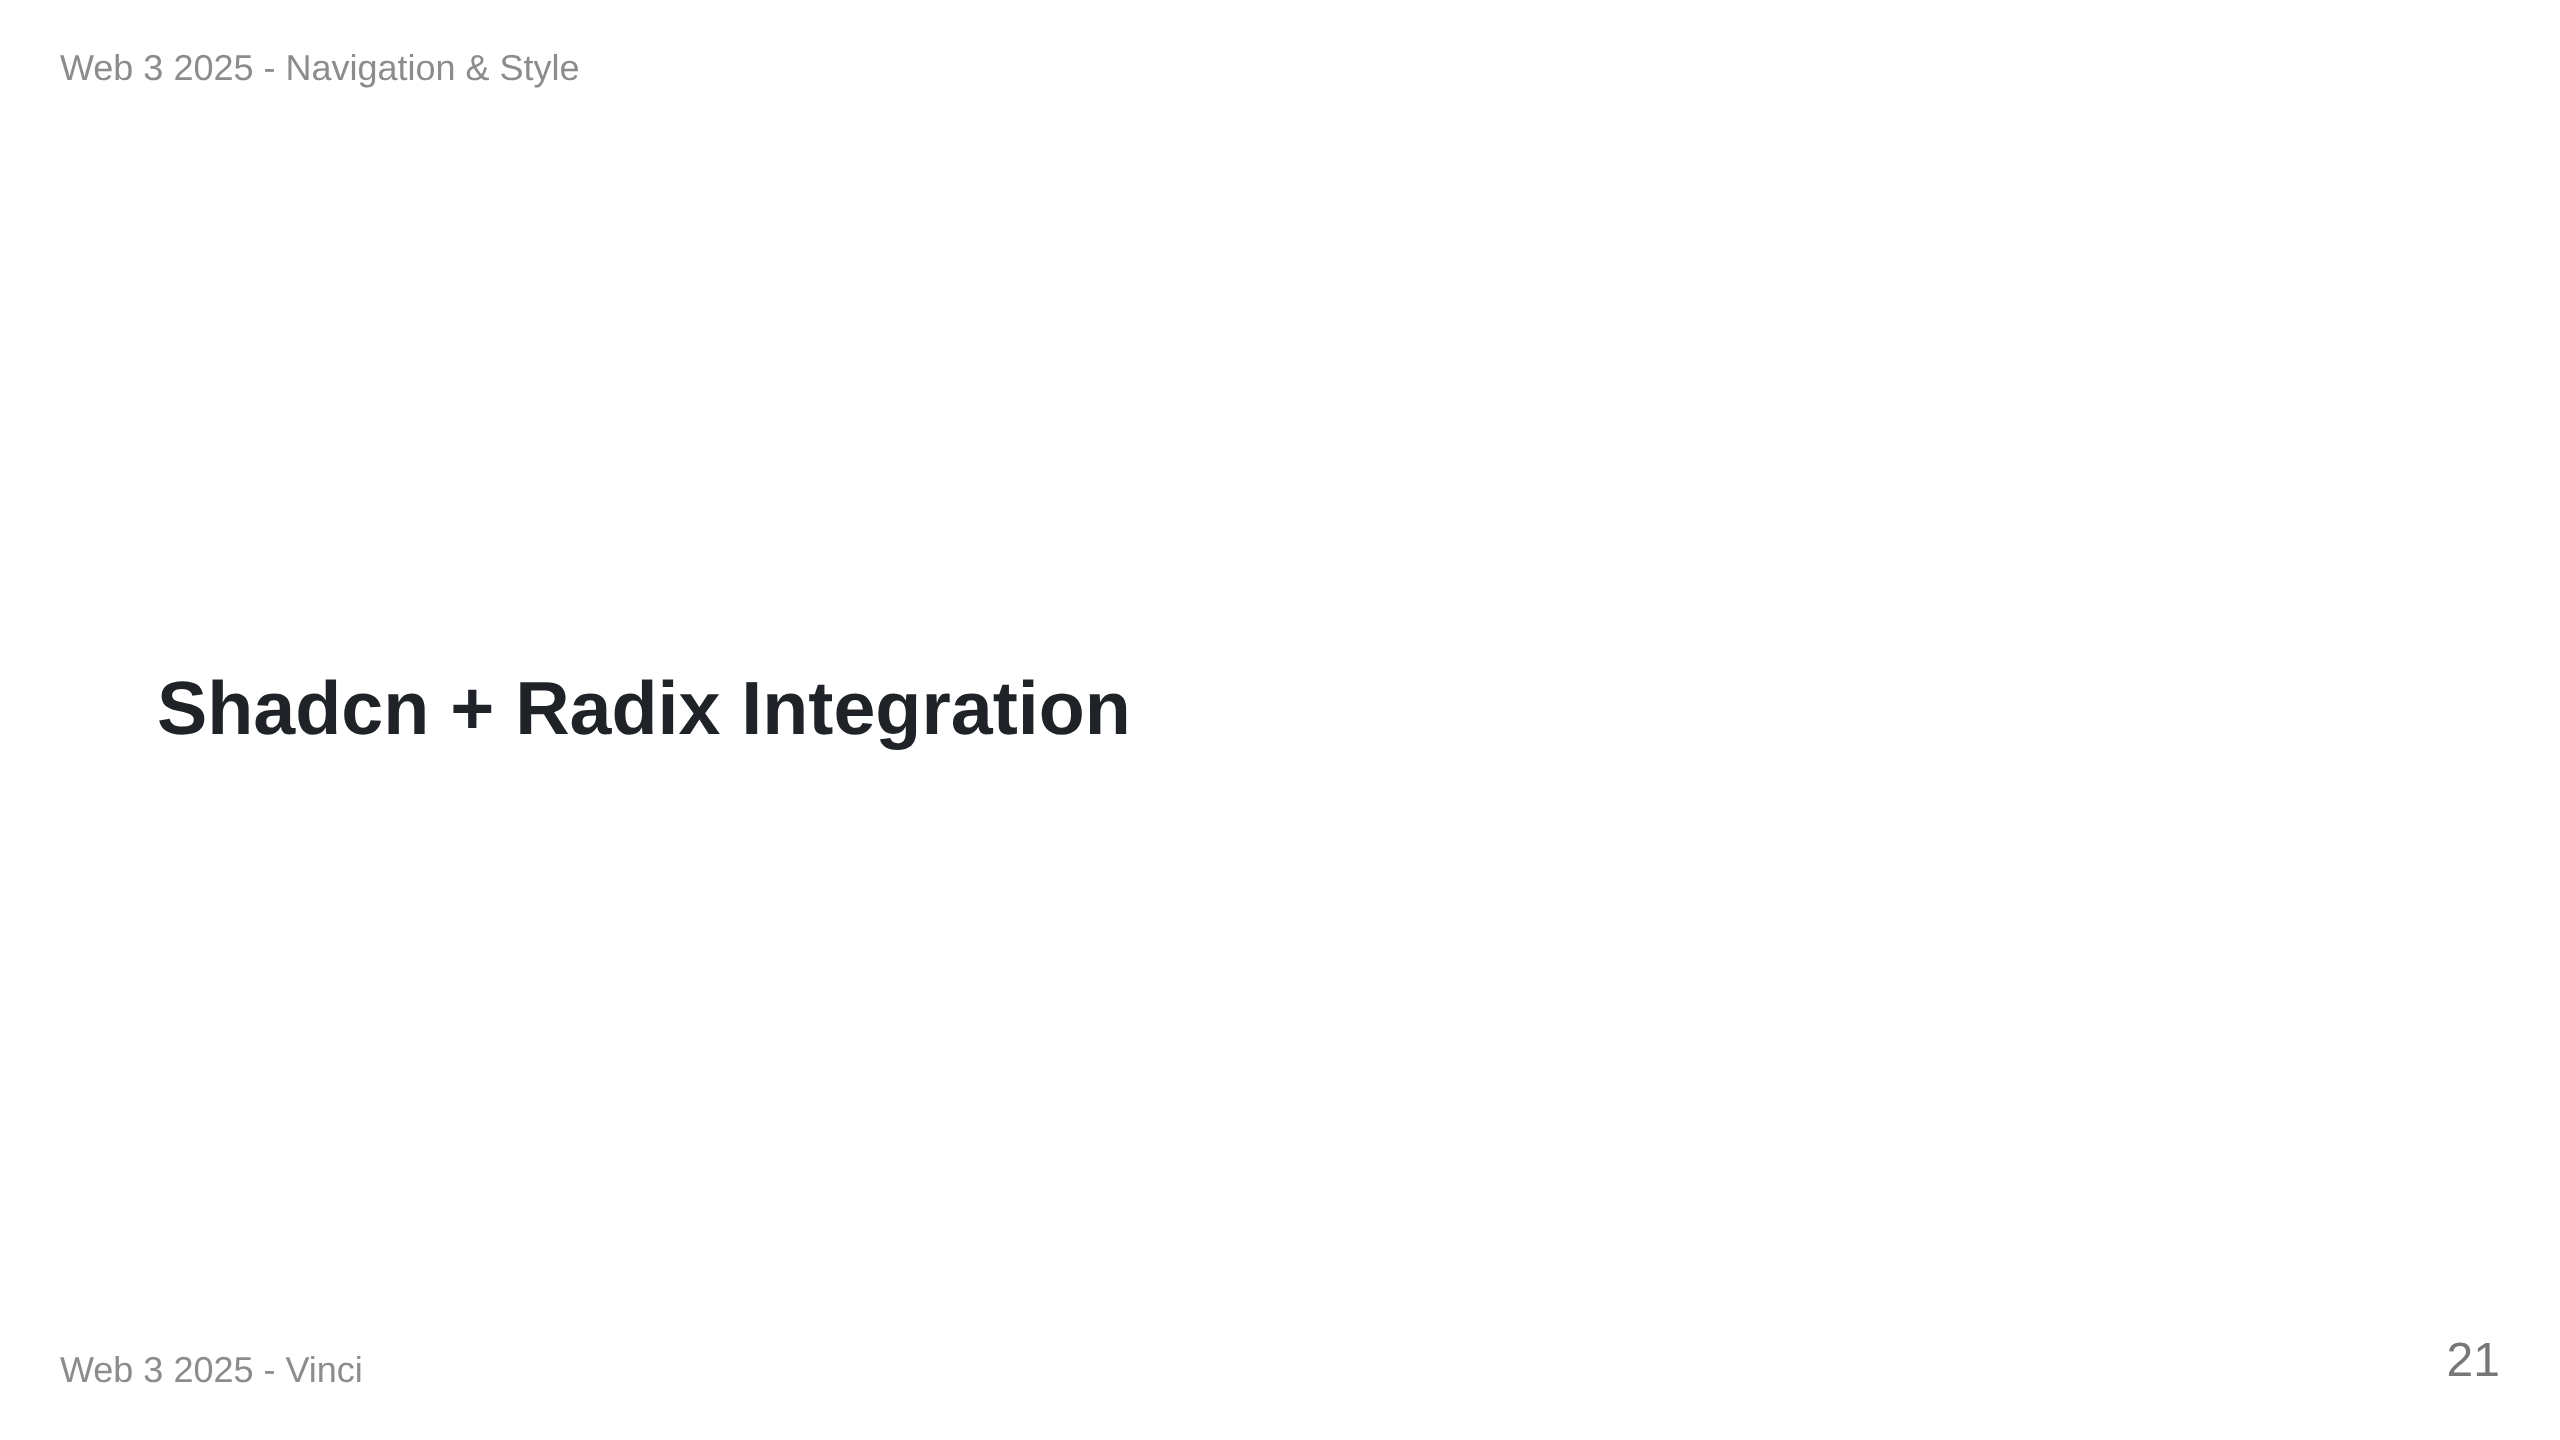 Web 3 2025 - Navigation & Style
Shadcn + Radix Integration
Web 3 2025 - Vinci
21